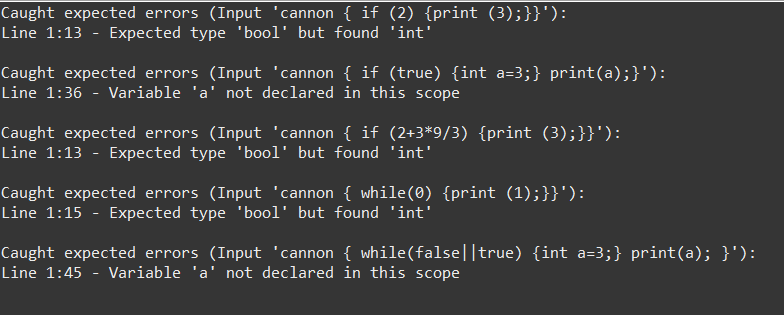 Caught expected errors (Input 'cannon { if (2) {print (3);}}'):
Line 1:13 - Expected type 'bool' but found 'int'
Caught expected errors (Input 'cannon { if (true) {int a=3;} print(a);}'):
Line 1:36 - Variable 'a' not declared in this scope
Caught expected errors (Input 'cannon { if (2+3*9/3) {print (3);}}'):
Line 1:13 - Expected type 'bool' but found 'int'
Caught expected errors (Input 'cannon { while(0) {print (1);}}'):
Line 1:15 - Expected type 'bool' but found 'int'
Caught expected errors (Input 'cannon { while(false||true) {int a=3;} print(a); }'):
Line 1:45 - Variable 'a' not declared in this scope